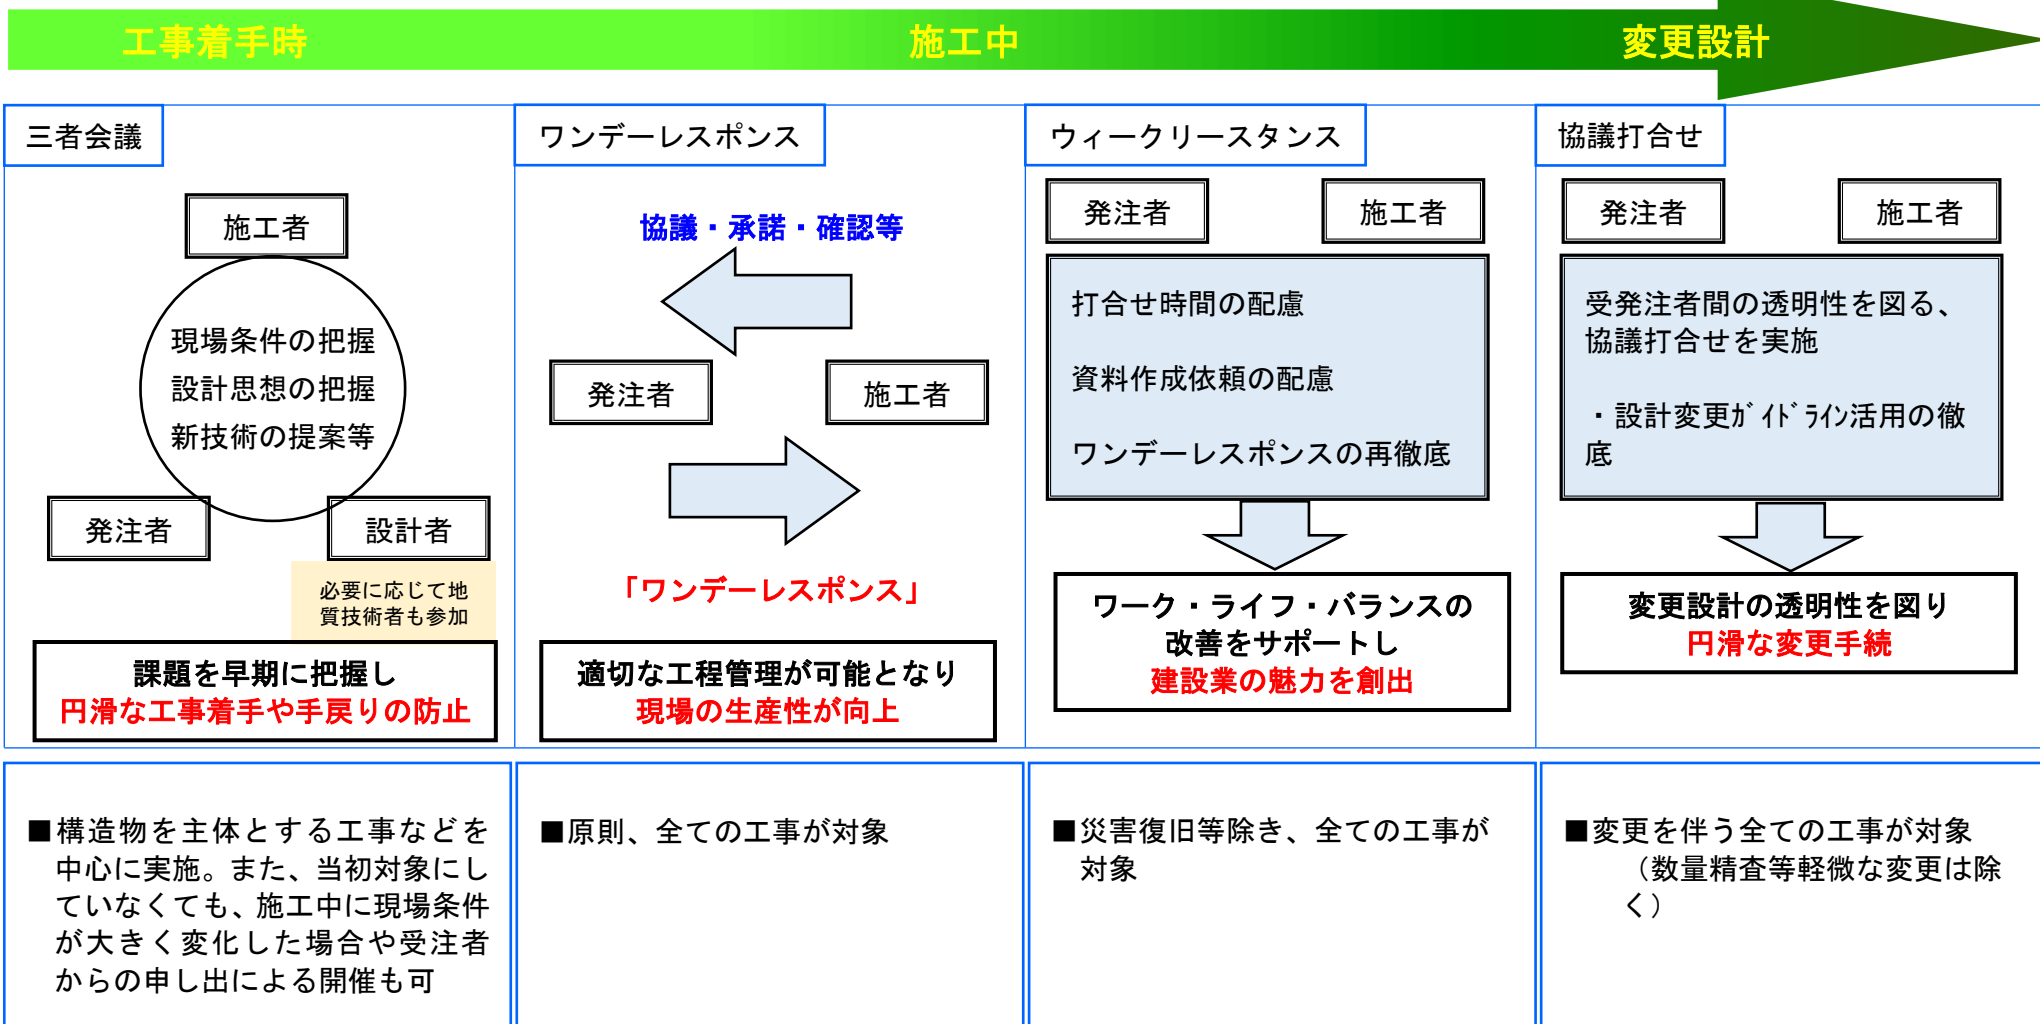 工事着手時
施工中
変更設計
三者会議
施工者
現場条件の把握
設計思想の把握
新技術の提案等
発注者
設計者
必要に応じて地
質技術者も参加
課題を早期に把握し
円滑な工事着手や手戻りの防止
■構造物を主体とする工事などを
中心に実施。また、当初対象にし
ていなくても、施工中に現場条件
が大きく変化した場合や受注者
からの申し出による開催も可
ワンデーレスポンス
協議・承諾・確認等
発注者
施工者
「ワンデーレスポンス」
適切な工程管理が可能となり
現場の生産性が向上
■原則、全ての工事が対象
ウィークリースタンス
発注者
施工者
打合せ時間の配慮
資料作成依頼の配慮
ワンデーレスポンスの再徹底
ワーク・ライフ・バランスの
改善をサポートし
建設業の魅力を創出
■災害復旧等除き、全ての工事が
対象
協議打合せ
発注者
施工者
受発注者間の透明性を図る、
協議打合せを実施
・設計変更ｶﾞｲﾄﾞﾗｲﾝ活用の徹
底
変更設計の透明性を図り
円滑な変更手続
■変更を伴う全ての工事が対象
（数量精査等軽微な変更は除
く）